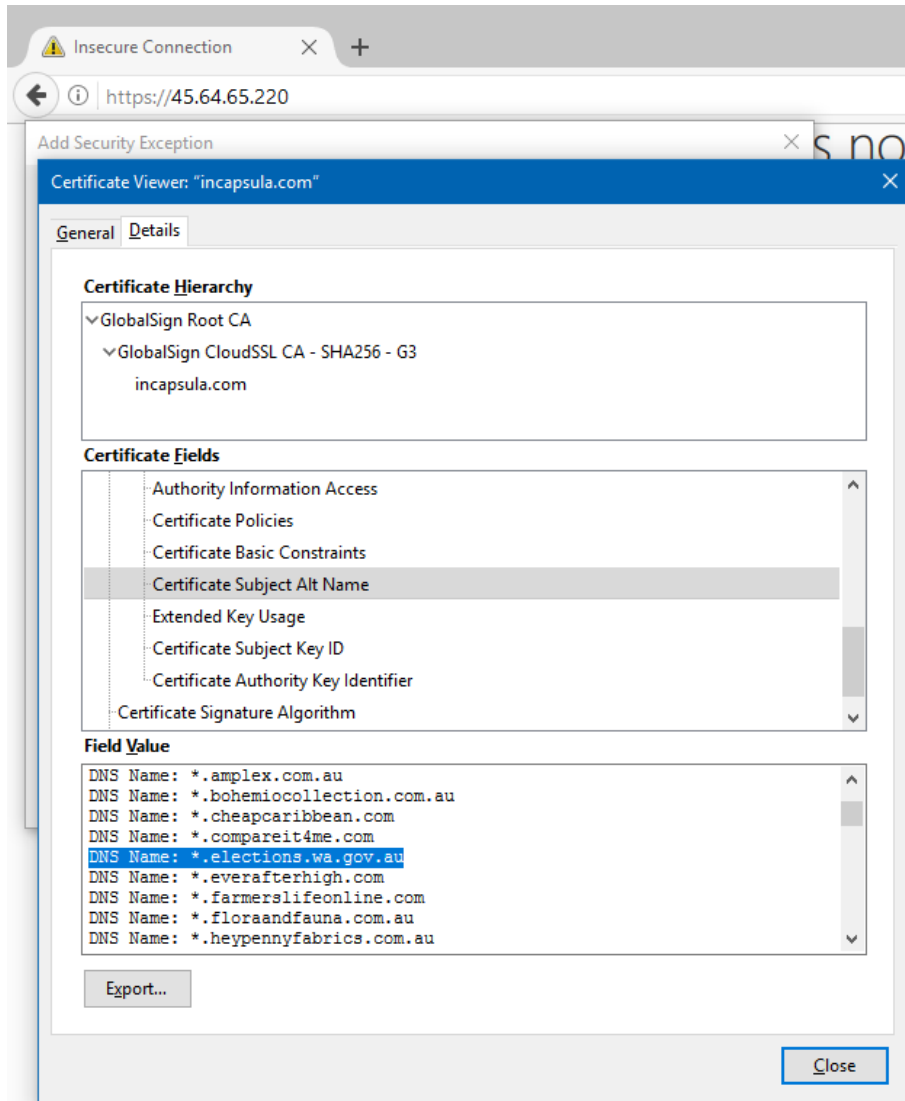 Insecure Connection
https://45.64.65.220
Add Security Exception
s no
Certificate Viewer: "incapsula.com"
General Details
Certificate Hierarchy
GlobalSign Root CA
GlobalSign CloudSSL CA - SHA256 - G3
incapsula.com
Certificate Fields
Authority Information Access
Certificate Policies
Certificate Basic Constraints
Certificate Subject Alt Name
Extended Key Usage
Certificate Subject Key ID
Certificate Authority Key Identifier
Certificate Signature Algorithm
Field Value
DNS Name: *.amplex.com.au
DNS Name: *.bohemiocollection.com.au
DNS Name: *.cheapcaribbean.com
DNS Name: *.compareit4me.com
DNS Name: *.elections.wa.gov.au
DNS Name: *.everafterhigh.com
DNS Name: *.farmerslifeonline.com
DNS Name: *.floraandfauna.com.au
DNS Name: *.heypennyfabrics.com.au
Export...
Close